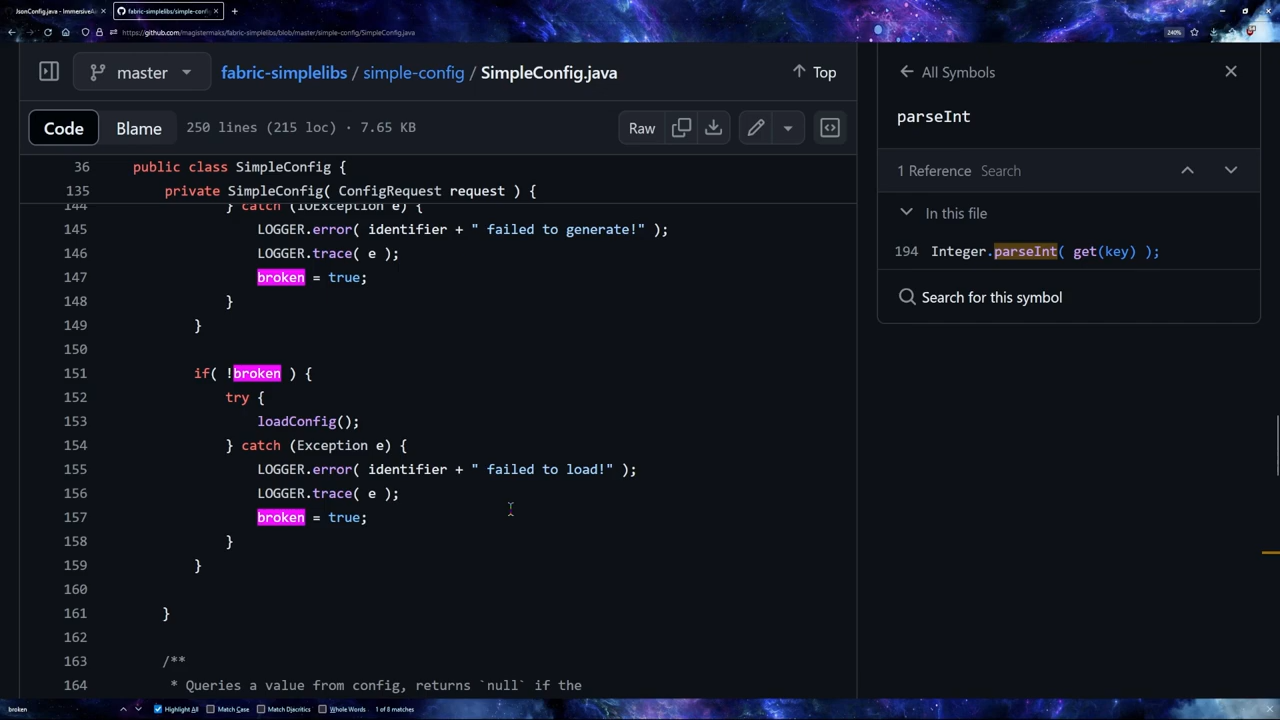 JsonConfig.java - ImmersiveAi
fabric-simplelibs/simple-config
https://github.com/magistermaks/fabric-simplelibs/blob/master/simple-config/SimpleConfig.java
240%
master
fabric-simplelibs / simple-config / SimpleConfig.java
Top
Code
Blame
250 lines (215 loc) · 7.65 KB
Raw
36 public class SimpleConfig {
135 private SimpleConfig( ConfigRequest request ) {
144 } catch (IOException e) {
145 LOGGER.error( identifier + " failed to generate!" );
146 LOGGER.trace( e );
147 broken = true;
148 }
149 }
150
151 if( !broken ) {
152 try {
153 loadConfig();
154 } catch (Exception e) {
155 LOGGER.error( identifier + " failed to load!" );
156 LOGGER.trace( e );
157 broken = true;
158 }
159 }
160
161 }
162
163 /**
164 * Queries a value from config, returns `null` if the
All Symbols
parseInt
1 Reference Search
In this file
194 Integer.parseInt( get(key) );
Search for this symbol
broken
Highlight All
Match Case
Match Diacritics
Whole Words
1 of 8 matches